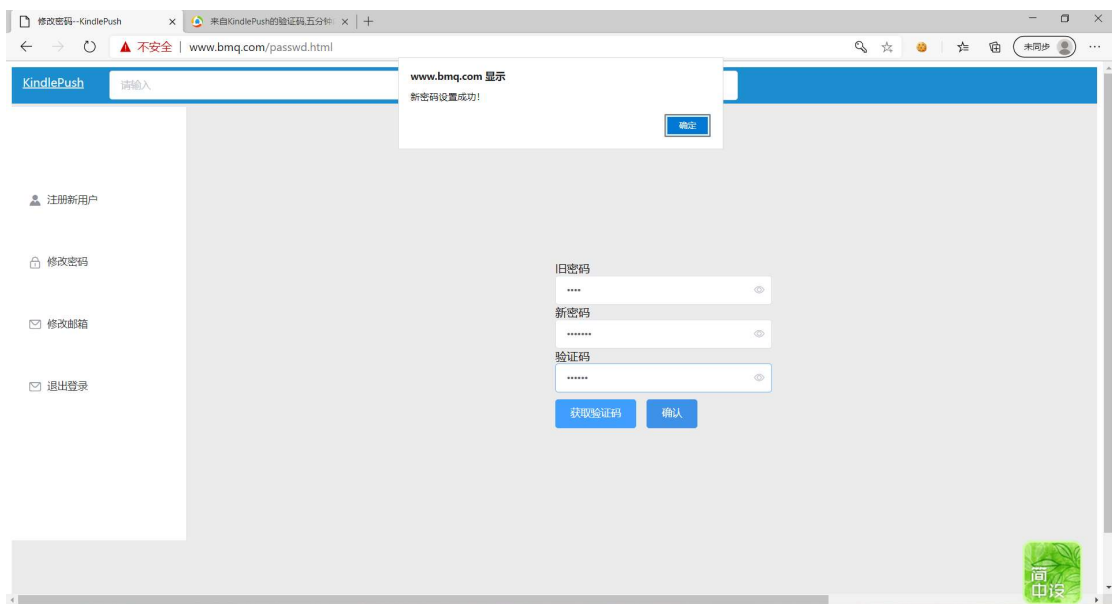 修改密码--KindlePush
来自KindlePush的验证码,五分钟
不安全 | www.bmq.com/passwd.html
未同步
KindlePush
请输入
www.bmq.com 显示
新密码设置成功!
确定
注册新用户
修改密码
修改邮箱
退出登录
旧密码
••••
新密码
•••••••
验证码
••••••
获取验证码
确认
简
中设